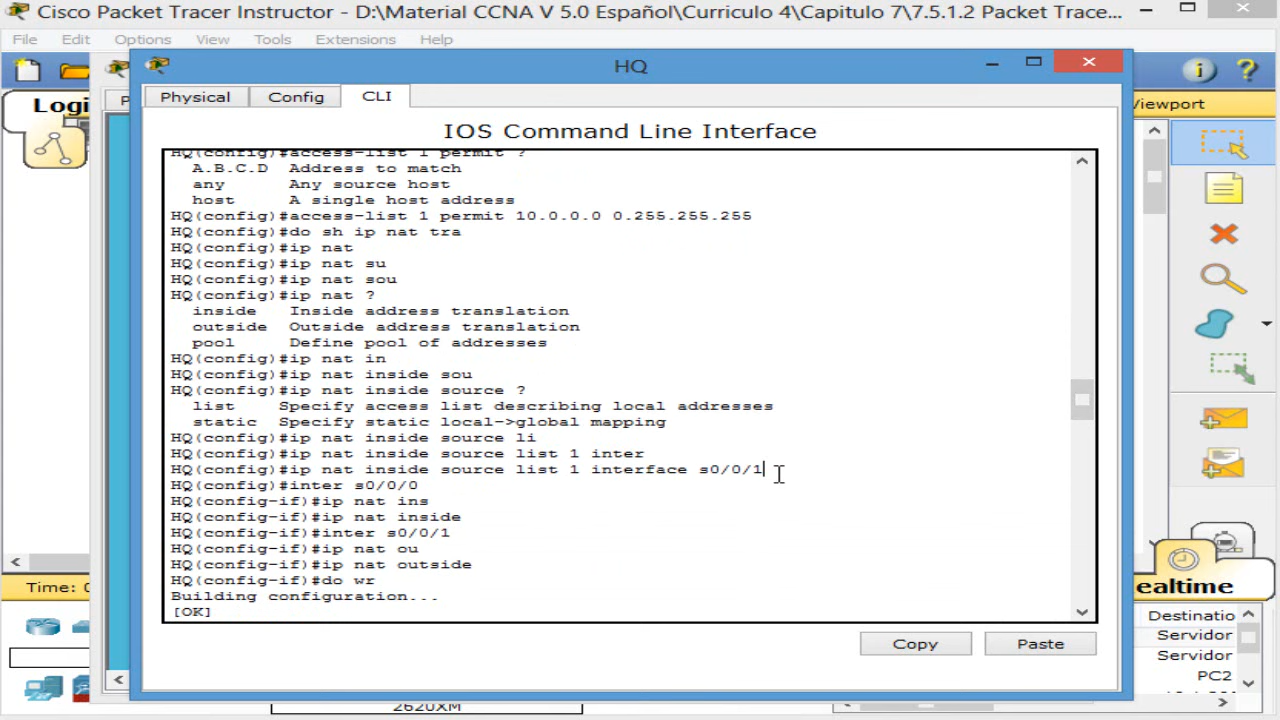 Cisco Packet Tracer Instructor - D:\Material CCNA V 5.0 Español\Curriculo 4\Capitulo 7\7.5.1.2 Packet Trace...
File Edit Options View Tools Extensions Help
HQ
Logi
Viewport
Physical Config CLI
IOS Command Line Interface
HQ(config)#access-list 1 permit ?
A.B.C.D Address to match
any Any source host
host A single host address
HQ(config)#access-list 1 permit 10.0.0.0 0.255.255.255
HQ(config)#do sh ip nat tra
HQ(config)#ip nat
HQ(config)#ip nat su
HQ(config)#ip nat sou
HQ(config)#ip nat ?
inside Inside address translation
outside Outside address translation
pool Define pool of addresses
HQ(config)#ip nat in
HQ(config)#ip nat inside sou
HQ(config)#ip nat inside source ?
list Specify access list describing local addresses
static Specify static local->global mapping
HQ(config)#ip nat inside source li
HQ(config)#ip nat inside source list 1 inter
HQ(config)#ip nat inside source list 1 interface s0/0/1
HQ(config)#inter s0/0/0
HQ(config-if)#ip nat ins
HQ(config-if)#ip nat inside
HQ(config-if)#inter s0/0/1
HQ(config-if)#ip nat ou
HQ(config-if)#ip nat outside
HQ(config-if)#do wr
Building configuration...
[OK]
Copy Paste
Time: 0
ealtime
Destinatio
Servidor
Servidor
PC2
2620XM